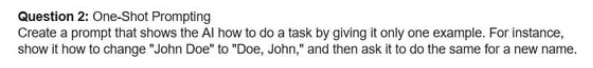 Question 2: One-Shot Prompting
Create a prompt that shows the AI how to do a task by giving it only one example. For instance,
show it how to change "John Doe" to "Doe, John," and then ask it to do the same for a new name.